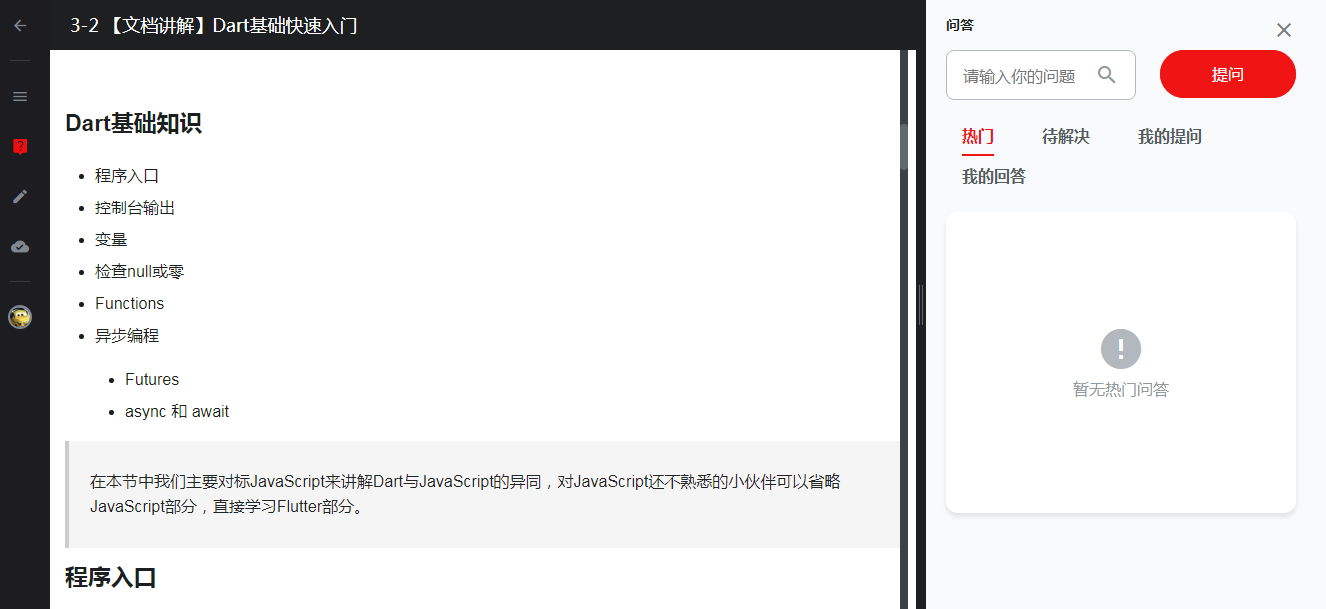 3-2 【文档讲解】Dart基础快速入门
Dart基础知识
程序入口
控制台输出
变量
检查null或零
Functions
异步编程
Futures
async 和 await
在本节中我们主要对标JavaScript来讲解Dart与JavaScript的异同，对JavaScript还不熟悉的小伙伴可以省略
JavaScript部分，直接学习Flutter部分。
程序入口
问答
请输入你的问题
提问
热门 待解决 我的提问
我的回答
暂无热门问答